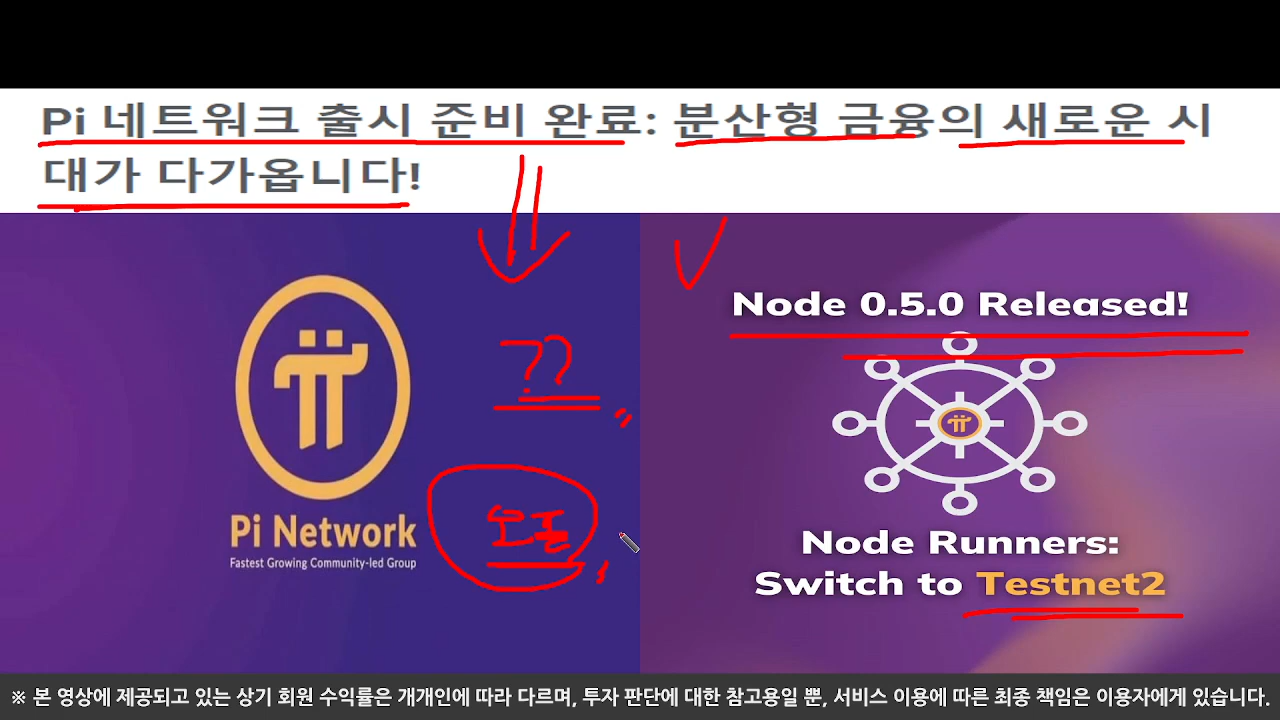 Pi 네트워크 출시 준비 완료: 분산형 금융의 새로운 시
대가 다가옵니다!
Node 0.5.0 Released!
??
오픈
Pi Network
Fastest Growing Community-led Group
Node Runners:
Switch to Testnet2
※ 본 영상에 제공되고 있는 상기 회원 수익률은 개개인에 따라 다르며, 투자 판단에 대한 참고용일 뿐, 서비스 이용에 따른 최종 책임은 이용자에게 있습니다.